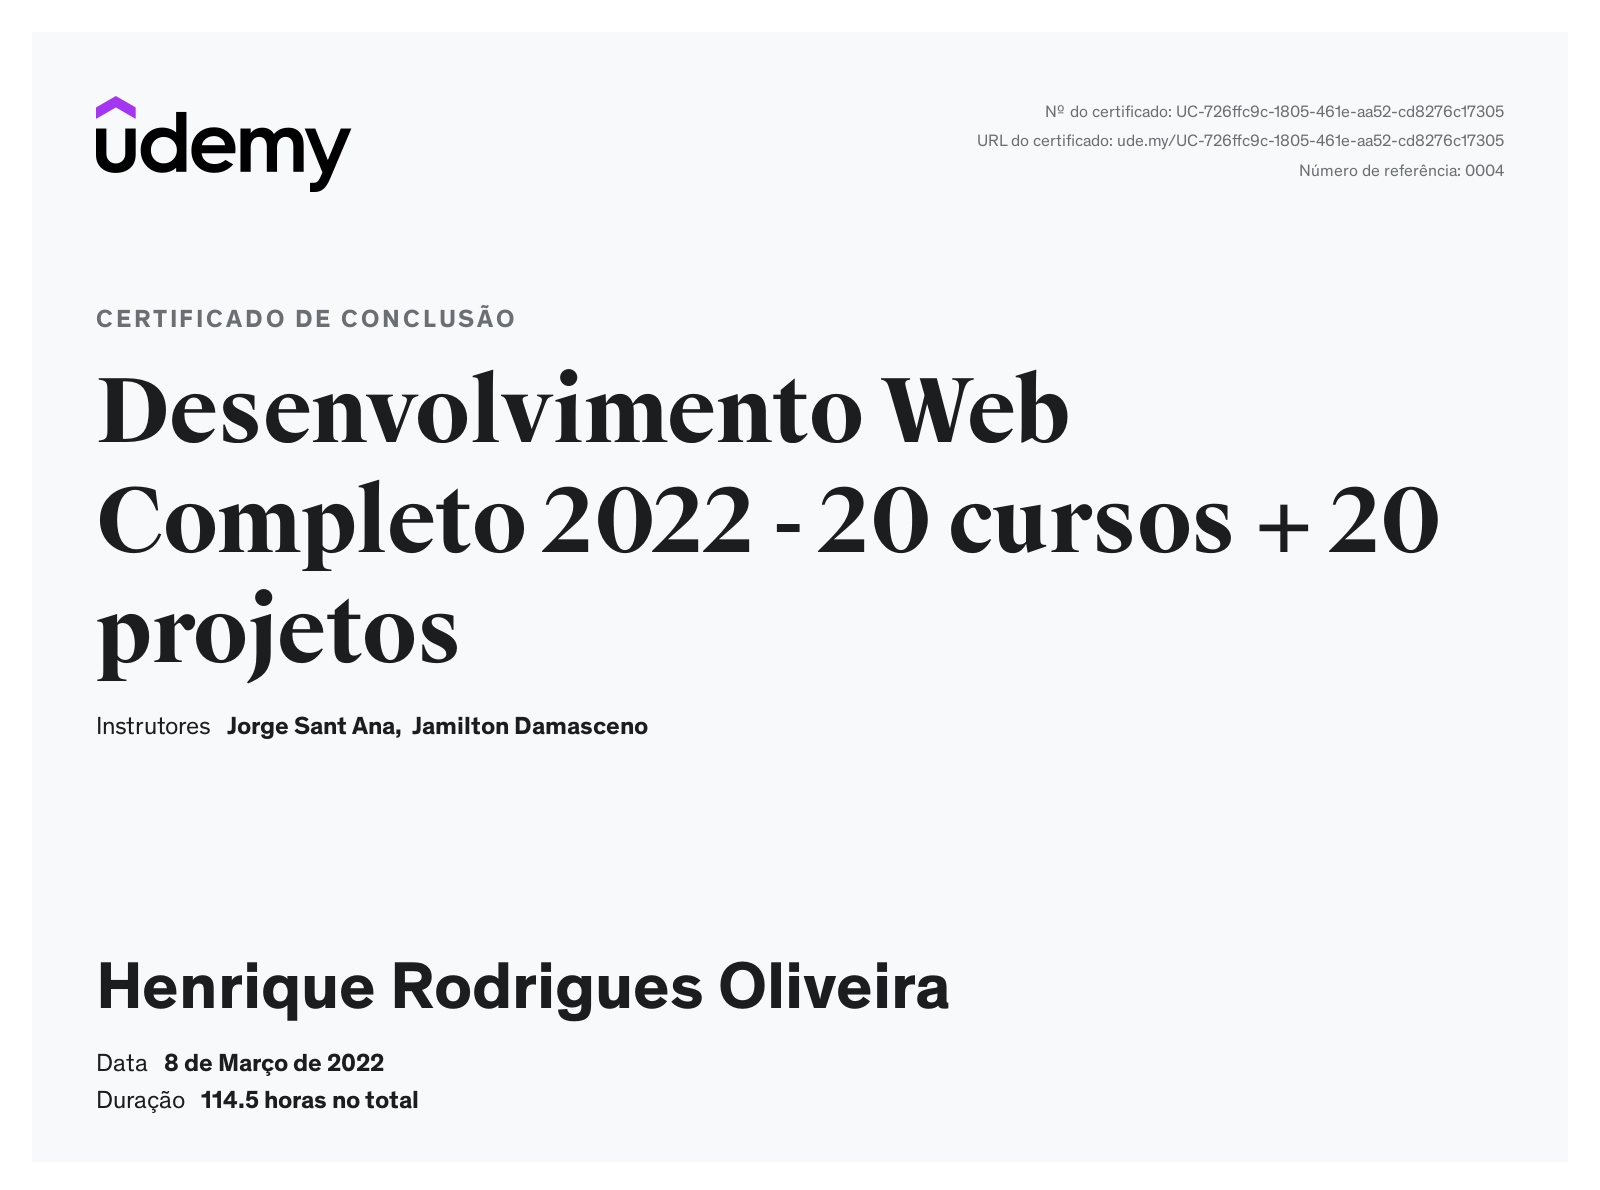 udemy
Nº do certificado: UC-726ffc9c-1805-461e-aa52-cd8276c17305
URL do certificado: ude.my/UC-726ffc9c-1805-461e-aa52-cd8276c17305
Número de referência: 0004
CERTIFICADO DE CONCLUSÃO
Desenvolvimento Web
Completo 2022 - 20 cursos + 20
projetos
Instrutores Jorge Sant Ana, Jamilton Damasceno
Henrique Rodrigues Oliveira
Data 8 de Março de 2022
Duração 114.5 horas no total